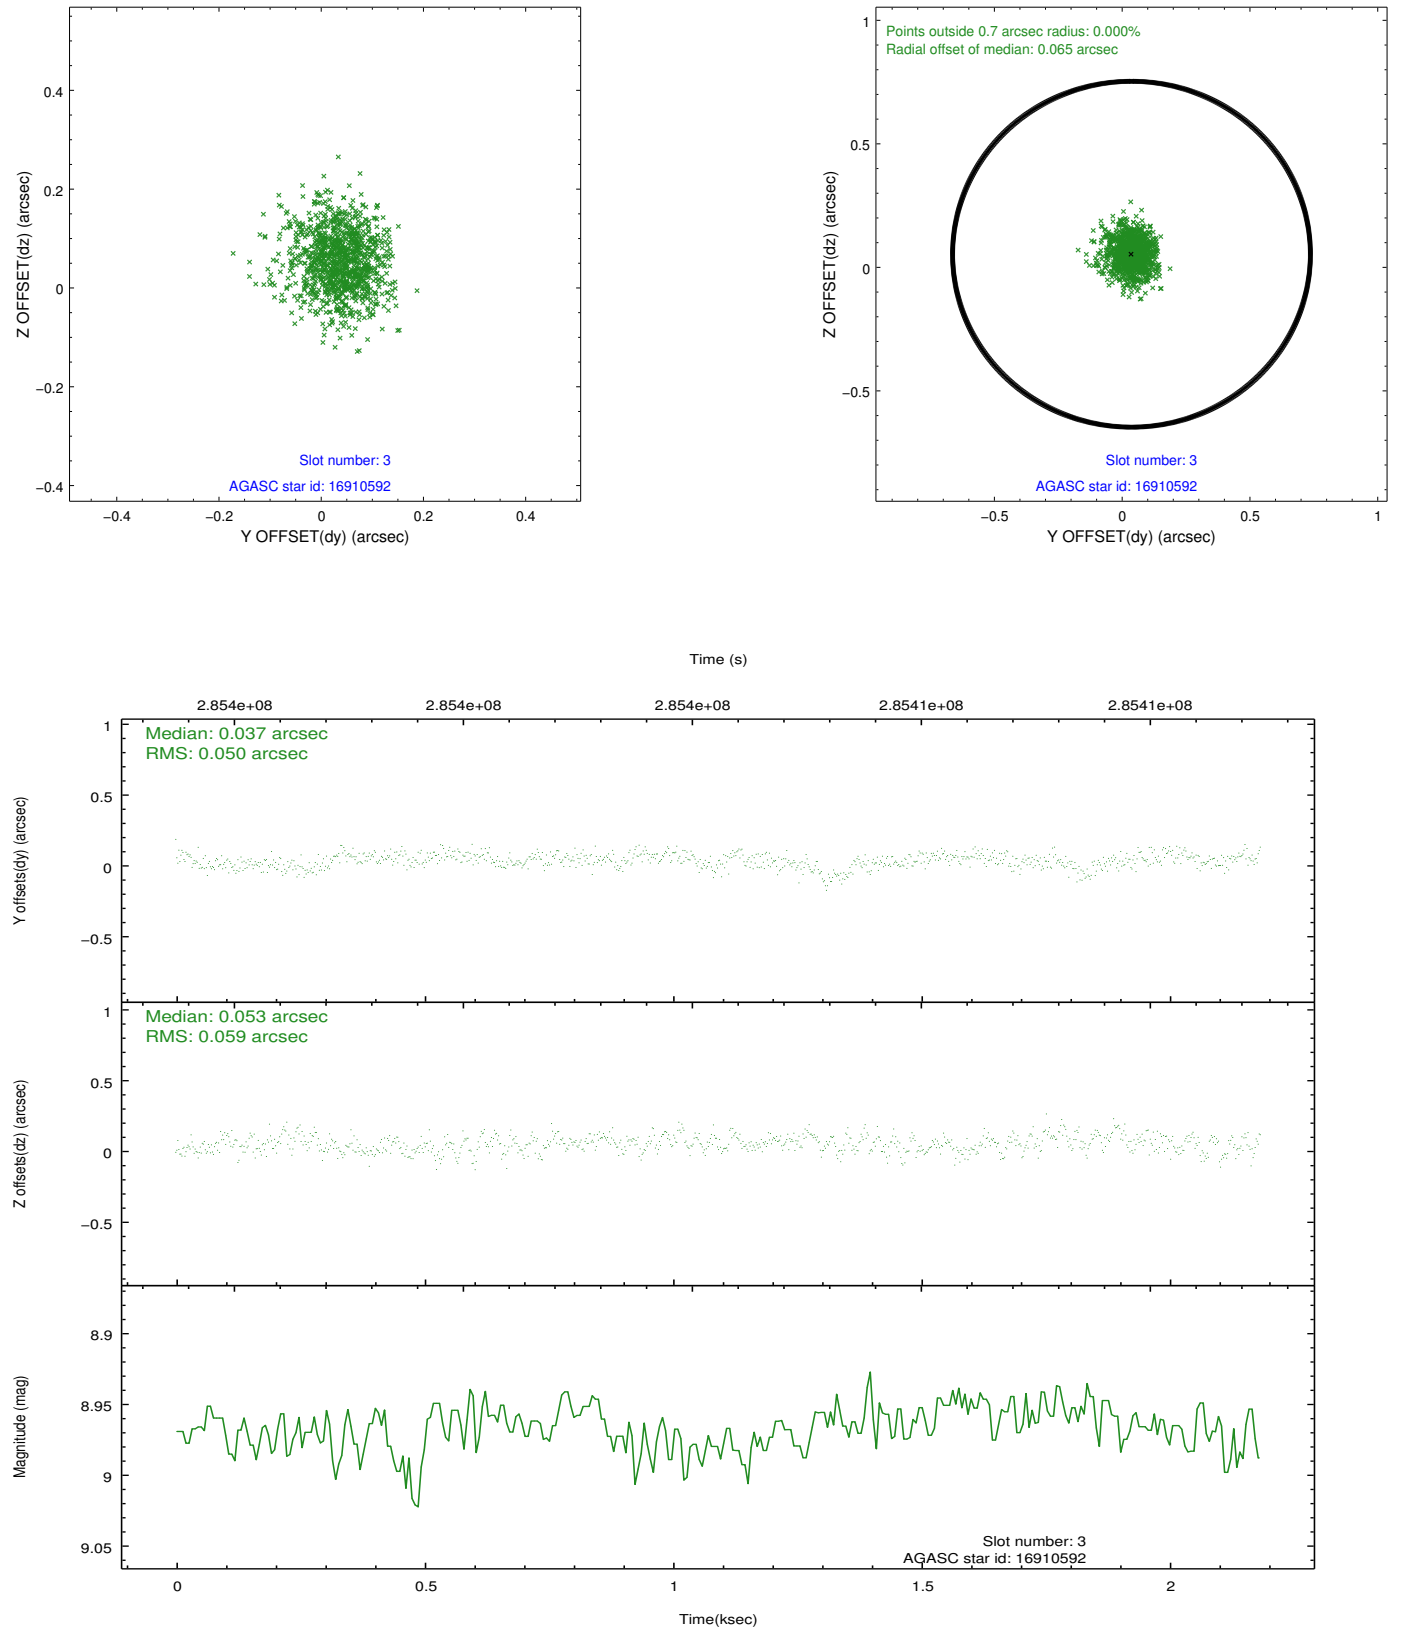 0.4
0.2
0
−0.2
−0.4
Z OFFSET(dz) (arcsec)
Slot number: 3
AGASC star id: 16910592
−0.4 −0.2 0 0.2 0.4
Y OFFSET(dy) (arcsec)
Points outside 0.7 arcsec radius: 0.000%
Radial offset of median: 0.065 arcsec
1
0.5
0
−0.5
Z OFFSET(dz) (arcsec)
Slot number: 3
AGASC star id: 16910592
−0.5 0 0.5 1
Y OFFSET(dy) (arcsec)
Time (s)
2.854e+08 2.854e+08 2.854e+08 2.8541e+08 2.8541e+08
Median: 0.037 arcsec
RMS: 0.050 arcsec
1
0.5
0
−0.5
Y offsets(dy) (arcsec)
Median: 0.053 arcsec
RMS: 0.059 arcsec
1
0.5
0
−0.5
Z offsets(dz) (arcsec)
8.9
8.95
9
9.05
Magnitude (mag)
Slot number: 3
AGASC star id: 16910592
0 0.5 1 1.5 2
Time(ksec)